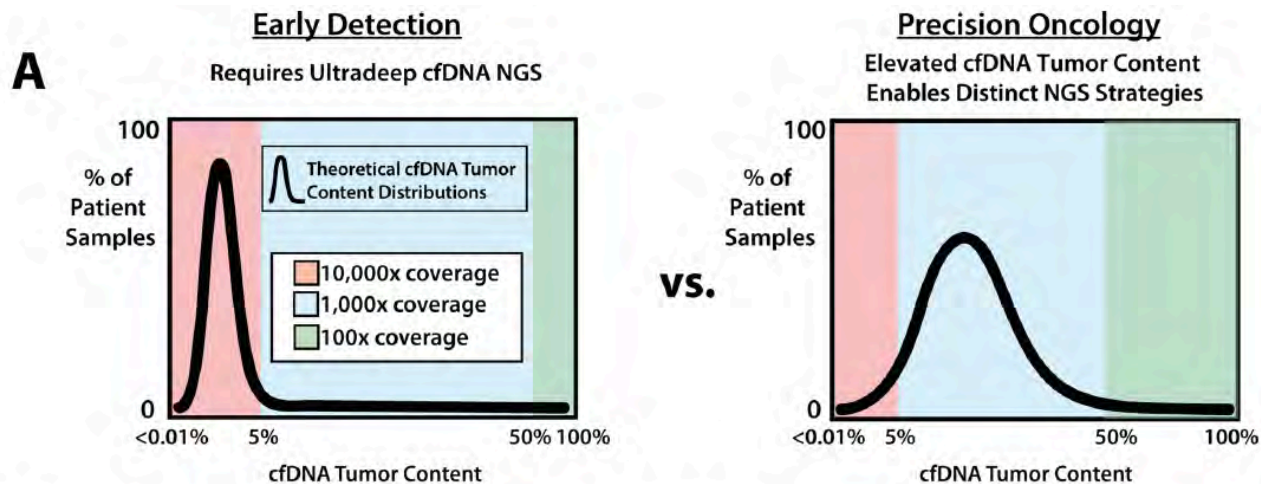 A
Early Detection
Requires Ultradeep cfDNA NGS
100
% of
Patient
Samples
0
Theoretical cfDNA Tumor
Content Distributions
10,000x coverage
1,000x coverage
100x coverage
<0.01%
5%
50%
100%
cfDNA Tumor Content
vs.
Precision Oncology
Elevated cfDNA Tumor Content
Enables Distinct NGS Strategies
100
% of
Patient
Samples
0
<0.01%
5%
50%
100%
cfDNA Tumor Content